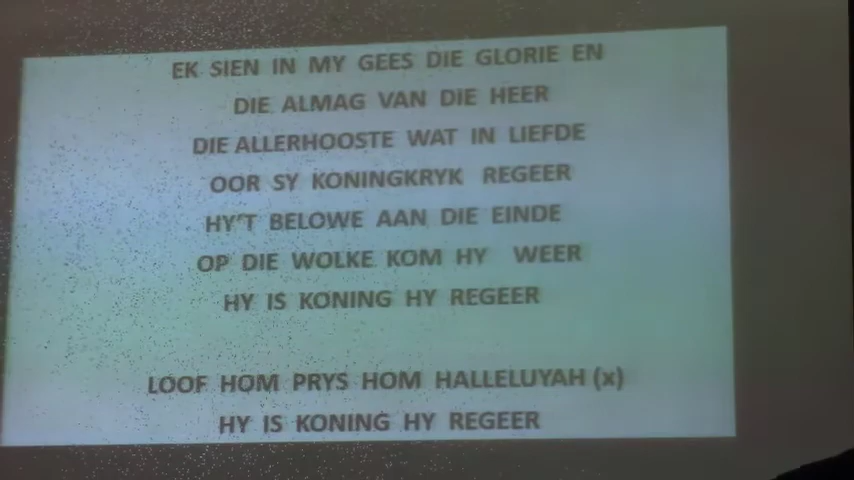 EK SIEN IN MY GEES DIE GLORIE EN
DIE ALMAG VAN DIE HEER
DIE ALLERHOOSTE WAT IN LIEFDE
OOR SY KONINGKRYK REGEER
HY'T BELOWE AAN DIE EINDE
OP DIE WOLKE KOM HY WEER
HY IS KONING HY REGEER
LOOF HOM PRYS HOM HALLELUYAH (x)
HY IS KONING HY REGEER